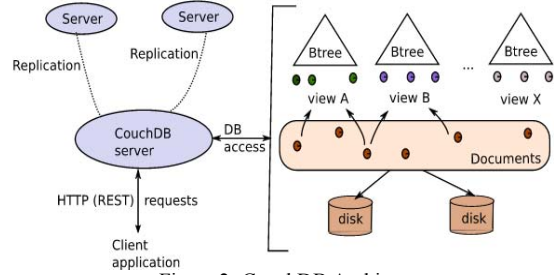 Server
Server
Replication
Replication
CouchDB
server
DB
access
HTTP (REST) requests
Client
application
Btree
Btree
Btree
...
view A
view B
view X
Documents
disk
disk